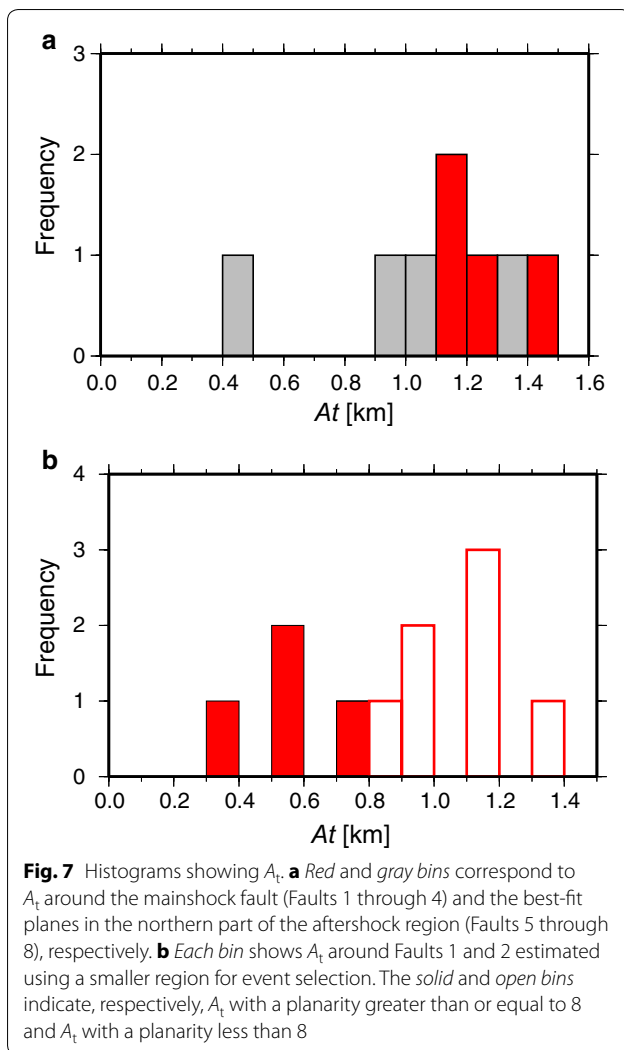 a
3
2
1
0
Frequency
0.0 0.2 0.4 0.6 0.8 1.0 1.2 1.4 1.6
At [km]
b
4
3
2
1
0
Frequency
0.0 0.2 0.4 0.6 0.8 1.0 1.2 1.4
At [km]
Fig. 7 Histograms showing At. a Red and gray bins correspond to
At around the mainshock fault (Faults 1 through 4) and the best-fit
planes in the northern part of the aftershock region (Faults 5 through
8), respectively. b Each bin shows At around Faults 1 and 2 estimated
using a smaller region for event selection. The solid and open bins
indicate, respectively, At with a planarity greater than or equal to 8
and At with a planarity less than 8